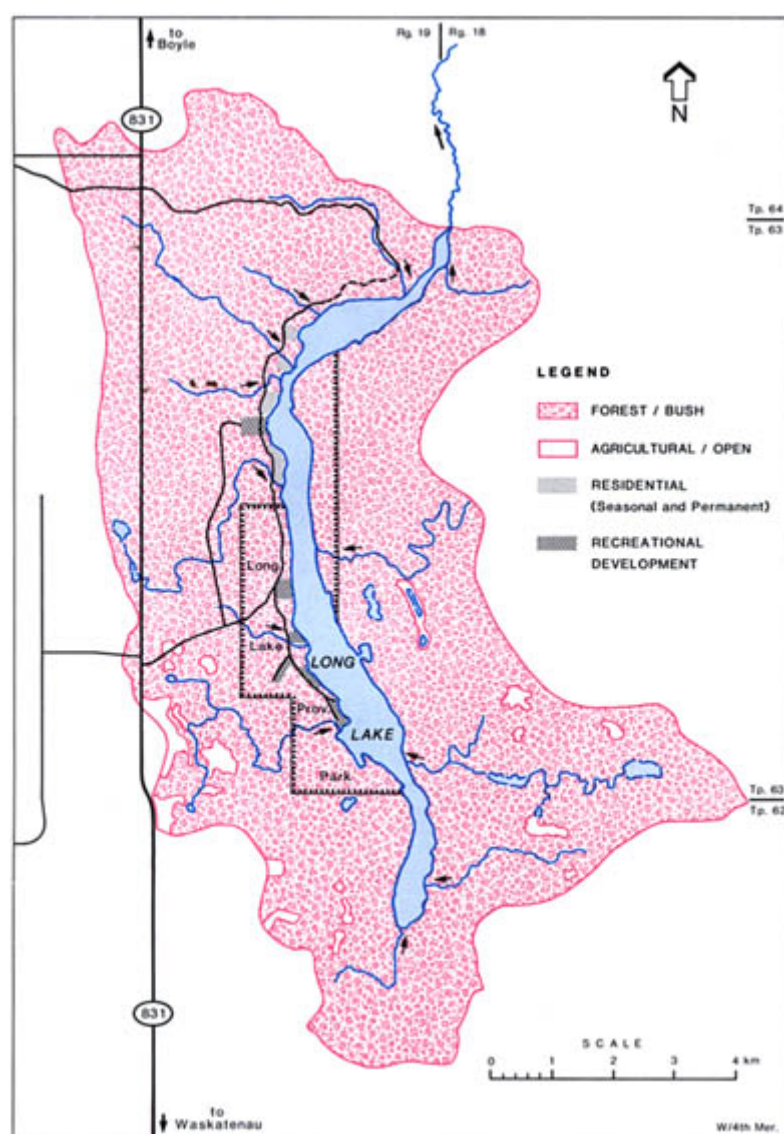 to
Boyle
Rg. 19
Rg. 18
831
N
Tp. 64
Tp. 63
LEGEND
FOREST / BUSH
AGRICULTURAL / OPEN
RESIDENTIAL
(Seasonal and Permanent)
RECREATIONAL
DEVELOPMENT
Long
Lake
Prov.
Park
LONG
LAKE
Tp. 63
Tp. 62
831
SCALE
0 1 2 3 4 km
to
Waskatenau
W/4th Mer.